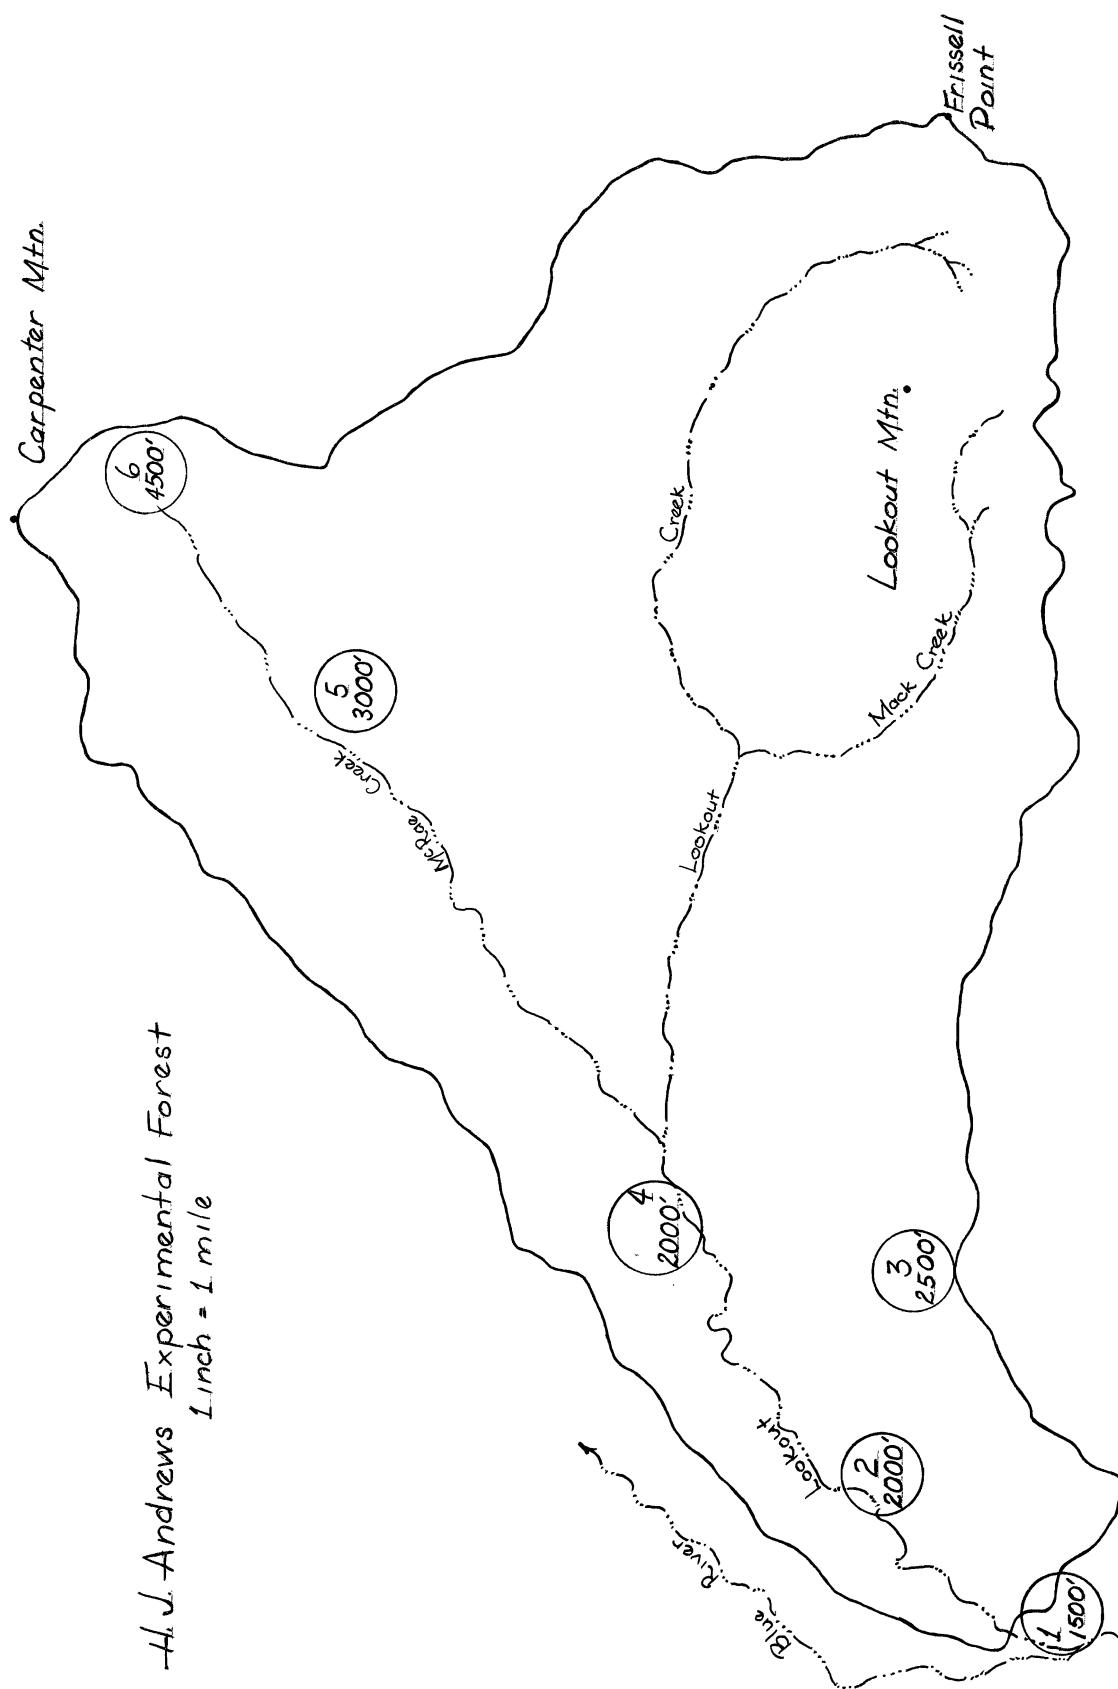 H.J. Andrews Experimental Forest
1 inch = 1 mile
Carpenter Mtn.
Frissell
Point
6
4500'
5
3000'
McRae
Creek
Creek
Lookout
Lookout Mtn.
Mack Creek
4
2000'
3
2500'
Lookout
2
2000'
Blue
River
1
1500'